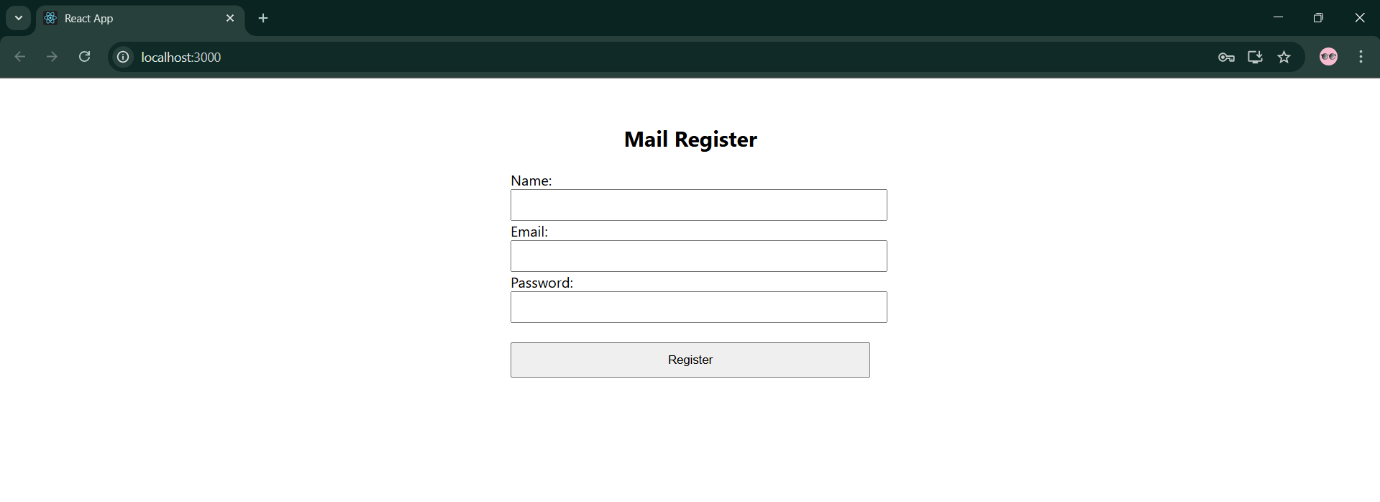 React App
localhost:3000
Mail Register
Name:
Email:
Password:
Register